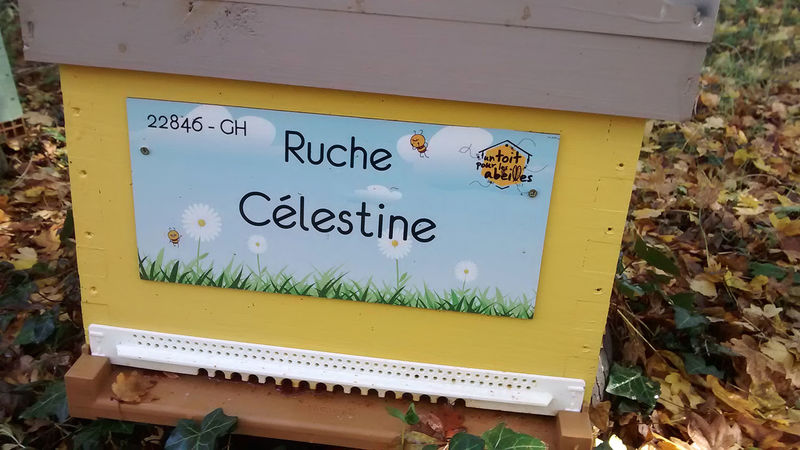 22846 - GH
Ruche
Célestine
un toit
pour les
abeilles